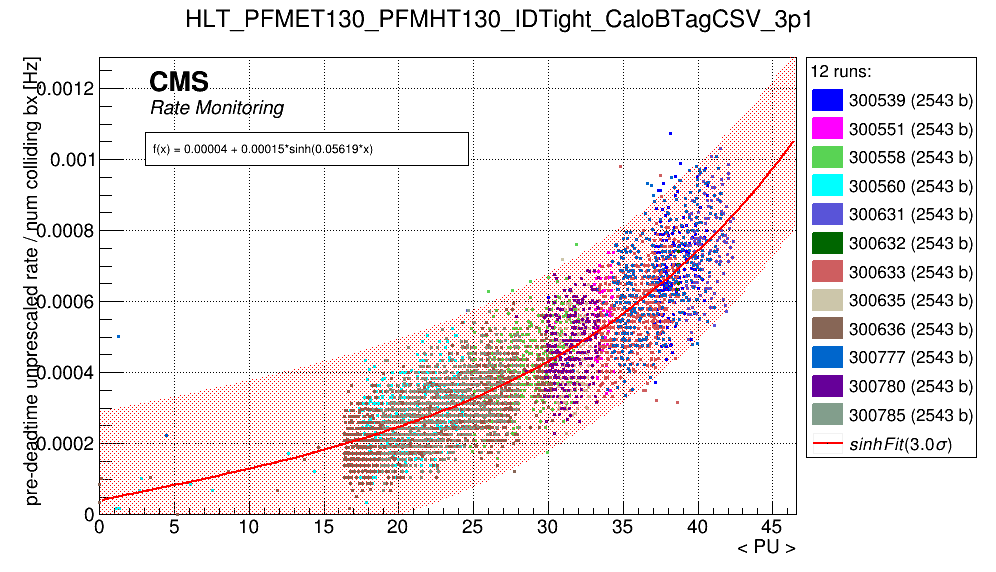 HLT_PFMET130_PFMHT130_IDTight_CaloBTagCSV_3p1
pre-deadtime unprescaled rate / num colliding bx [Hz]
0.0012
0.001
0.0008
0.0006
0.0004
0.0002
0
CMS
Rate Monitoring
f(x) = 0.00004 + 0.00015*sinh(0.05619*x)
0 5 10 15 20 25 30 35 40 45
< PU >
12 runs:
300539 (2543 b)
300551 (2543 b)
300558 (2543 b)
300560 (2543 b)
300631 (2543 b)
300632 (2543 b)
300633 (2543 b)
300635 (2543 b)
300636 (2543 b)
300777 (2543 b)
300780 (2543 b)
300785 (2543 b)
sinhFit(3.0σ)